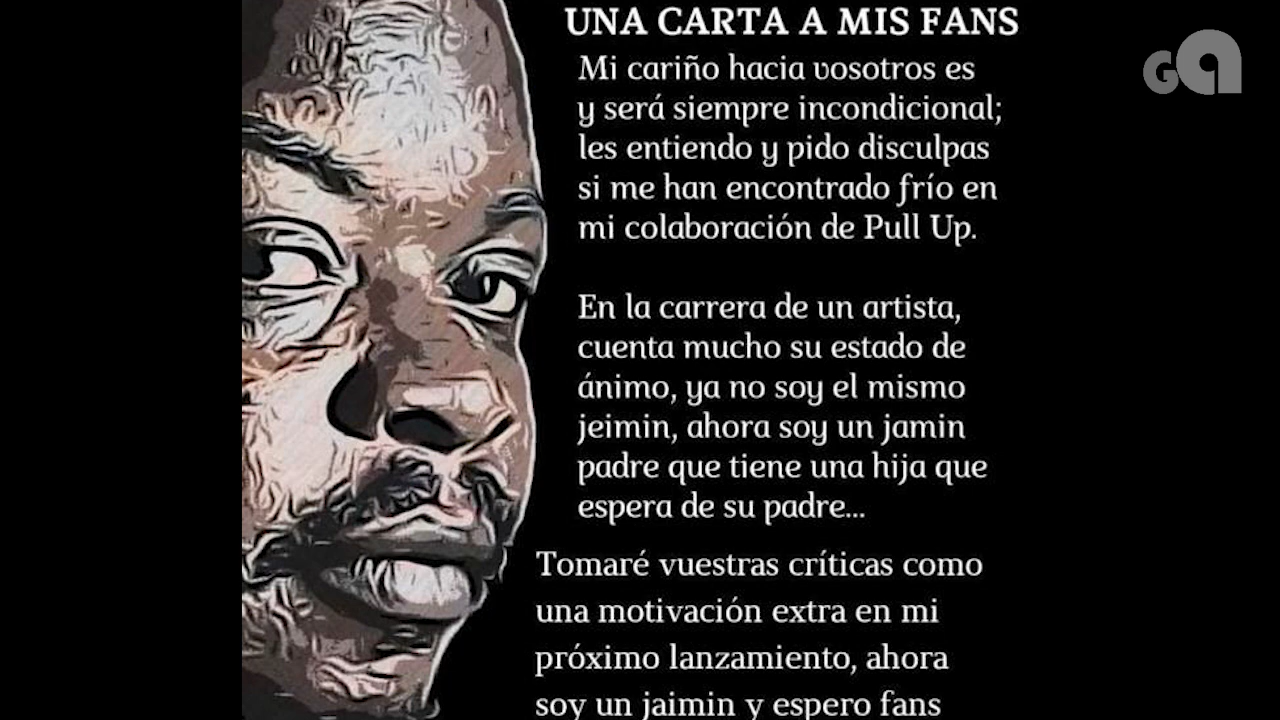 UNA CARTA A MIS FANS
Mi cariño hacia vosotros es
y será siempre incondicional;
les entiendo y pido disculpas
si me han encontrado frío en
mi colaboración de Pull Up.
En la carrera de un artista,
cuenta mucho su estado de
ánimo, ya no soy el mismo
jeimin, ahora soy un jamin
padre que tiene una hija que
espera de su padre...
Tomaré vuestras críticas como
una motivación extra en mi
próximo lanzamiento, ahora
soy un jaimin y espero fans
Ga